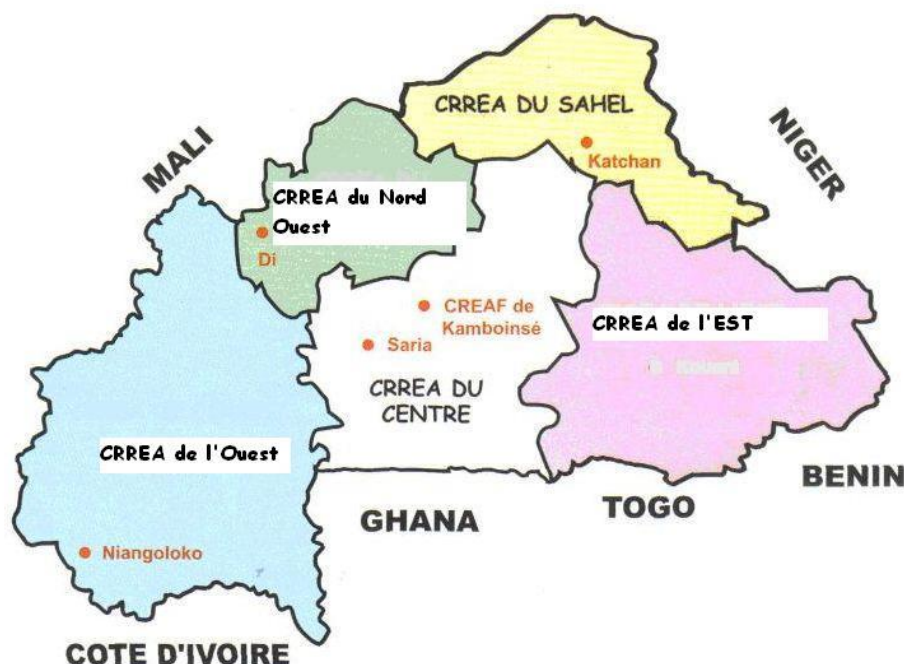 CRREA DU SAHEL
Katchan
MALI
NIGER
CRREA du Nord
Ouest
Di
CREAF de
Kamboinsé
Saria
CRREA DU
CENTRE
CRREA de l'EST
CRREA de l'Ouest
Niangoloko
GHANA
TOGO
BENIN
COTE D'IVOIRE